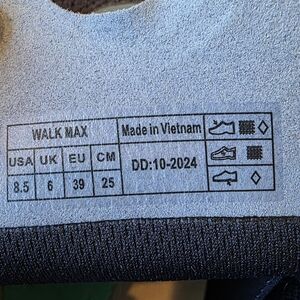 WALK MAX Made in Vietnam
USA UK EU CM DD:10-2024
8.5 6 39 25